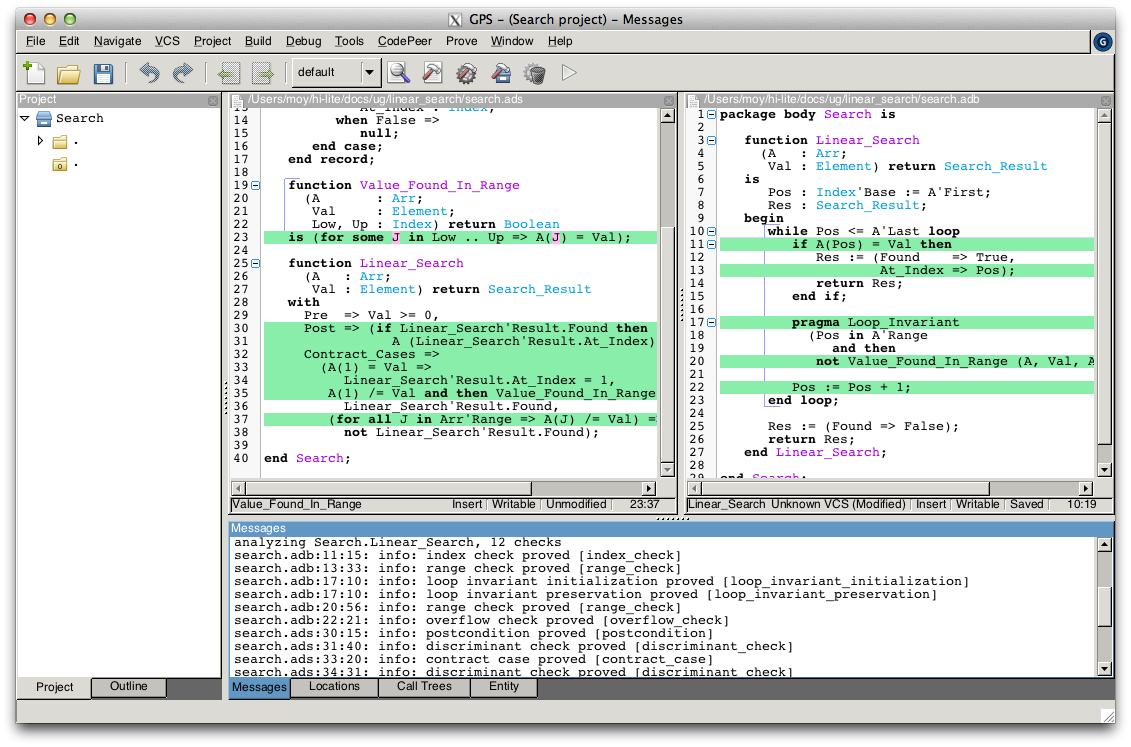 GPS - (Search project) - Messages
File Edit Navigate VCS Project Build Debug Tools CodePeer Prove Window Help
default
Project
Search
.
.
Project Outline
/Users/moy/hi-lite/docs/ug/linear_search/search.ads
13 At_Index : Index;
14 when False =>
15 null;
16 end case;
17 end record;
18
19 function Value_Found_In_Range
20 (A : Arr;
21 Val : Element;
22 Low, Up : Index) return Boolean
23 is (for some J in Low .. Up => A(J) = Val);
24
25 function Linear_Search
26 (A : Arr;
27 Val : Element) return Search_Result
28 with
29 Pre => Val >= 0,
30 Post => (if Linear_Search'Result.Found then
31 A (Linear_Search'Result.At_Index)
32 Contract_Cases =>
33 (A(1) = Val =>
34 Linear_Search'Result.At_Index = 1,
35 A(1) /= Val and then Value_Found_In_Range
36 Linear_Search'Result.Found,
37 (for all J in Arr'Range => A(J) /= Val) =
38 not Linear_Search'Result.Found);
39
40 end Search;
Value_Found_In_Range Insert Writable Unmodified 23:37
/Users/moy/hi-lite/docs/ug/linear_search/search.adb
1 package body Search is
2
3 function Linear_Search
4 (A : Arr;
5 Val : Element) return Search_Result
6 is
7 Pos : Index'Base := A'First;
8 Res : Search_Result;
9 begin
10 while Pos <= A'Last loop
11 if A(Pos) = Val then
12 Res := (Found => True,
13 At_Index => Pos);
14 return Res;
15 end if;
16
17 pragma Loop_Invariant
18 (Pos in A'Range
19 and then
20 not Value_Found_In_Range (A, Val, A
21
22 Pos := Pos + 1;
23 end loop;
24
25 Res := (Found => False);
26 return Res;
27 end Linear_Search;
28
29 end Search;
Linear_Search Unknown VCS (Modified) Insert Writable Saved 10:19
Messages
analyzing Search.Linear_Search, 12 checks
search.adb:11:15: info: index check proved [index_check]
search.adb:13:33: info: range check proved [range_check]
search.adb:17:10: info: loop invariant initialization proved [loop_invariant_initialization]
search.adb:17:10: info: loop invariant preservation proved [loop_invariant_preservation]
search.adb:20:56: info: range check proved [range_check]
search.adb:22:21: info: overflow check proved [overflow_check]
search.ads:30:15: info: postcondition proved [postcondition]
search.ads:31:40: info: discriminant check proved [discriminant_check]
search.ads:33:20: info: contract case proved [contract_case]
search.ads:34:31: info: discriminant check proved [discriminant_check]
Messages Locations Call Trees Entity